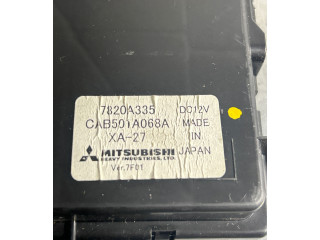 7820A335 DC12V
CAB501A068A MADE
XA-27 IN
MITSUBISHI JAPAN
HEAVY INDUSTRIES, LTD.
Ver.7F01